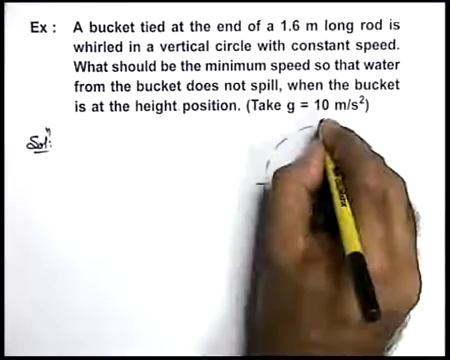 Ex : A bucket tied at the end of a 1.6 m long rod is
whirled in a vertical circle with constant speed.
What should be the minimum speed so that water
from the bucket does not spill, when the bucket
is at the height position. (Take g = 10 m/s²)
Solⁿ: